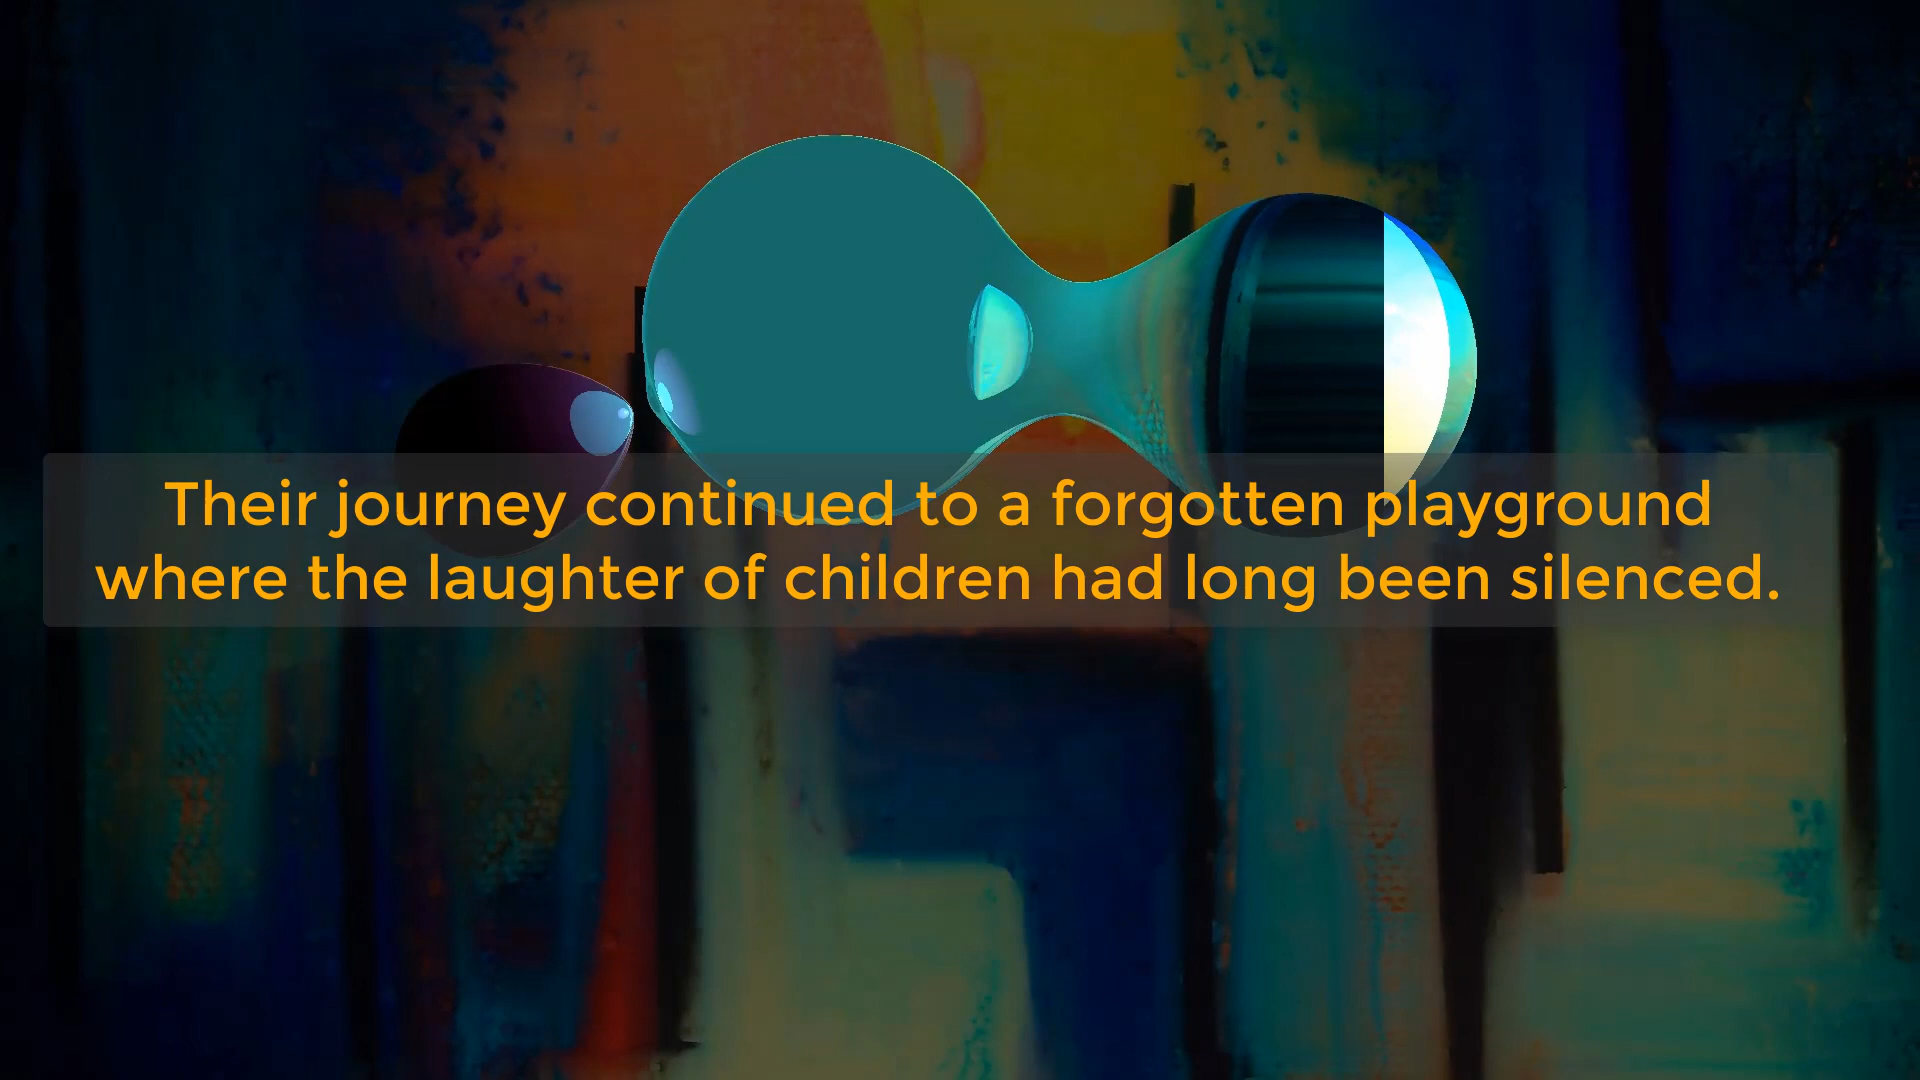 Their journey continued to a forgotten playground
where the laughter of children had long been silenced.